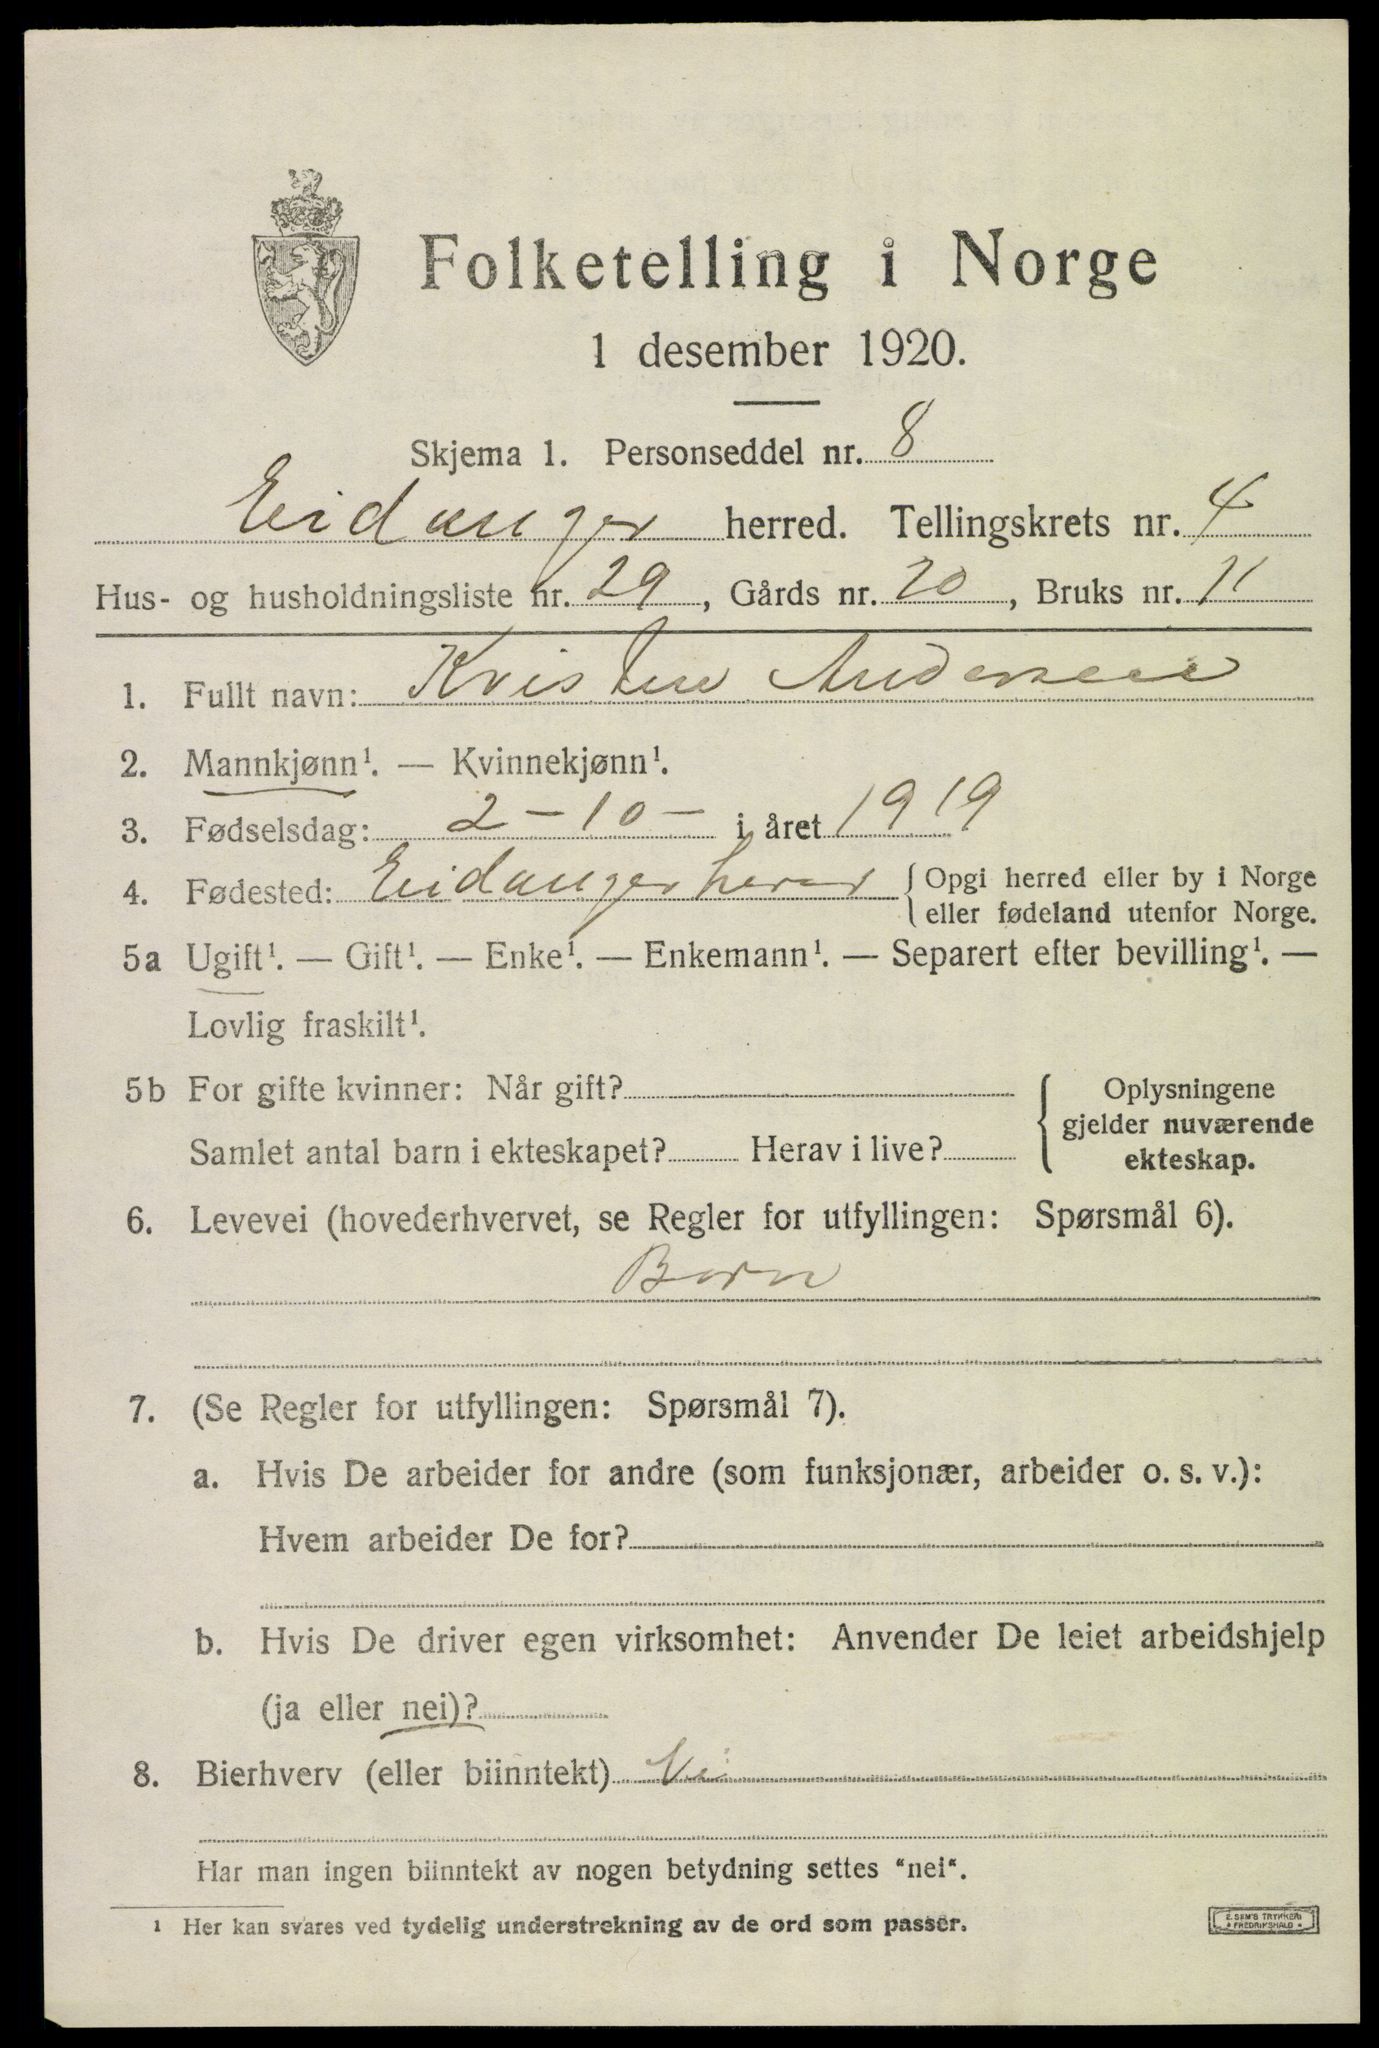 Folketelling i Norge
1 desember 1920.
Skjema 1. Personseddel nr. 8
Eidanger herred. Tellingskrets nr. 4
Hus- og husholdningsliste nr. 29, Gårds nr. 20, Bruks nr. 11
1. Fullt navn: Kristen Andersen
2. Mannkjønn¹. — Kvinnekjønn¹.
3. Fødselsdag: 2-10- i året 1919
4. Fødested: Eidanger herred { Opgi herred eller by i Norge
eller fødeland utenfor Norge.
5a Ugift¹. — Gift¹. — Enke¹. — Enkemann¹. — Separert efter bevilling¹. —
Lovlig fraskilt¹.
5b For gifte kvinner: Når gift?
Samlet antal barn i ekteskapet? Herav i live?
Oplysningene
gjelder nuværende
ekteskap.
6. Levevei (hovederhvervet, se Regler for utfyllingen: Spørsmål 6).
Barn
7. (Se Regler for utfyllingen: Spørsmål 7).
a. Hvis De arbeider for andre (som funksjonær, arbeider o. s. v.):
Hvem arbeider De for?
b. Hvis De driver egen virksomhet: Anvender De leiet arbeidshjelp
(ja eller nei)?
8. Bierhverv (eller biinntekt) Nei
Har man ingen biinntekt av nogen betydning settes "nei".
¹ Her kan svares ved tydelig understrekning av de ord som passer.
E. SEM'S TRYKKERI
FREDRIKSHALD